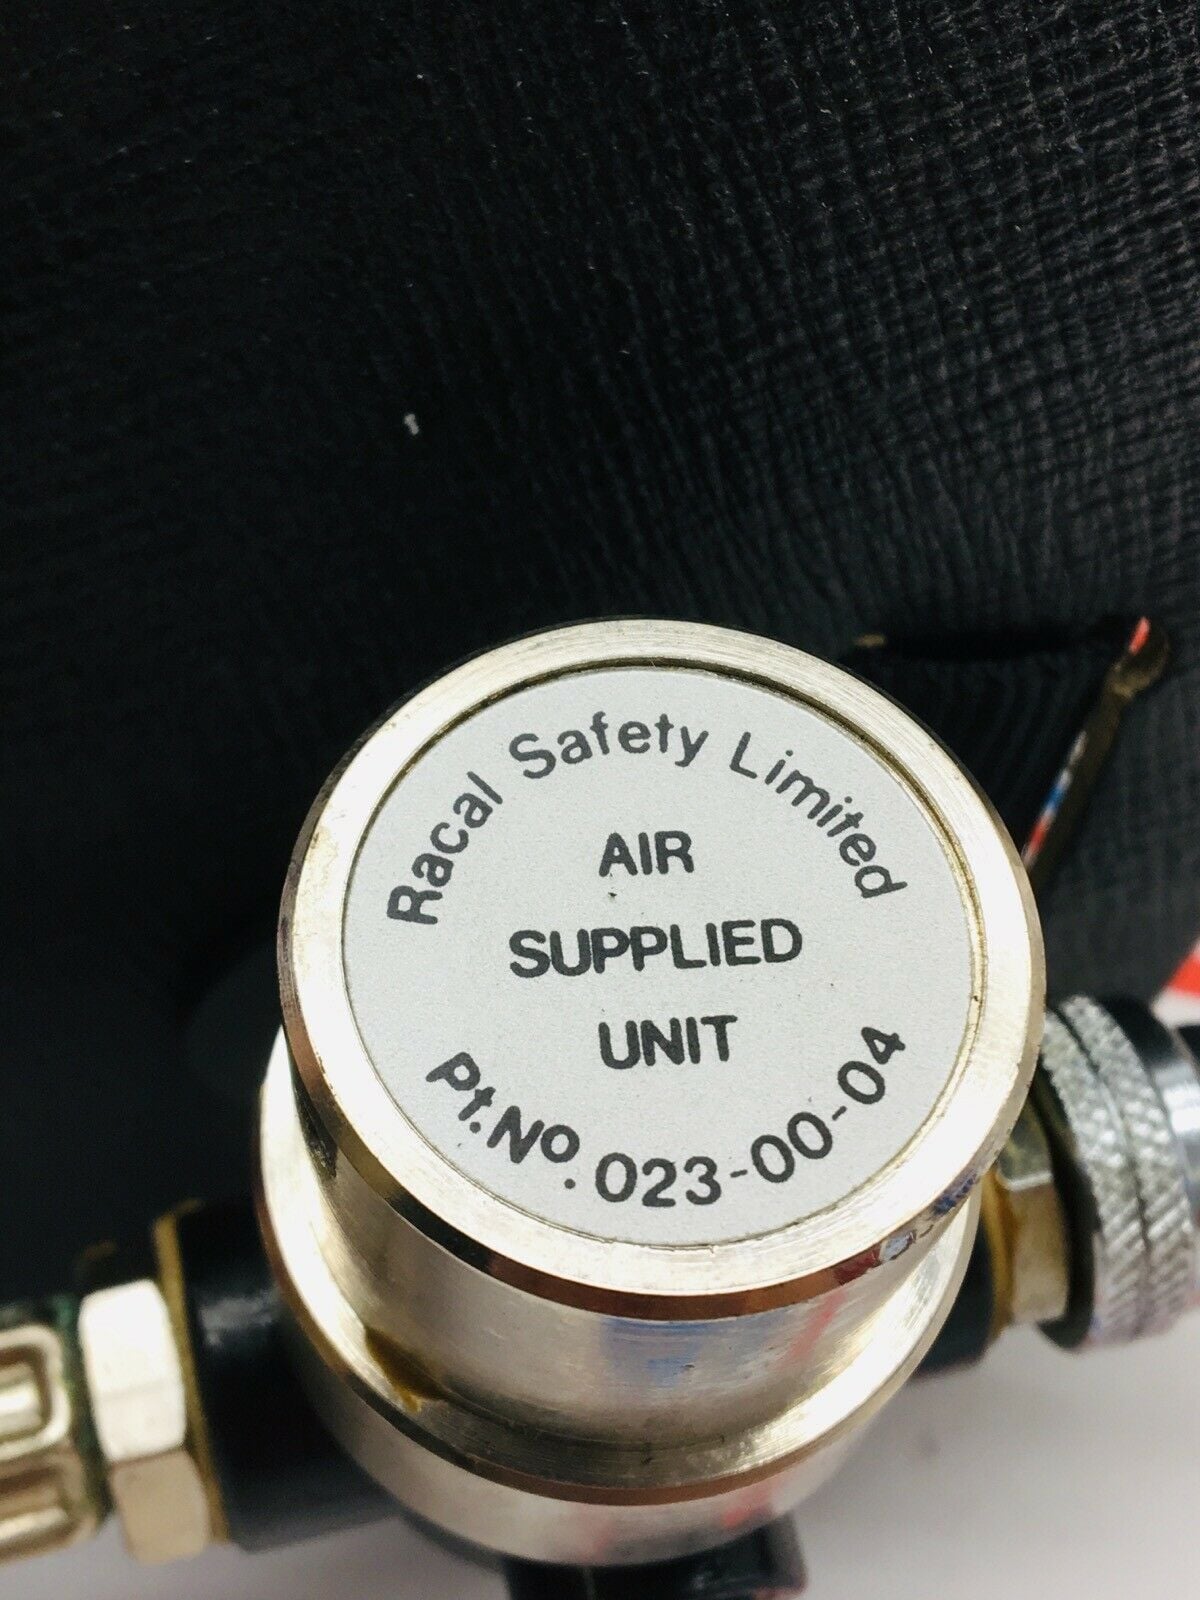 Racal Safety Limited
AIR
SUPPLIED
UNIT
Pt.No. 023-00-04